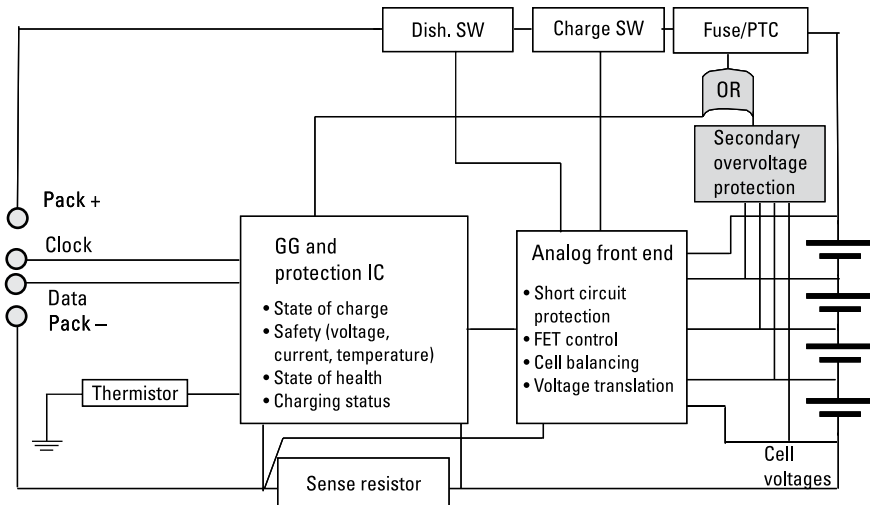 Dish. SW
Charge SW
Fuse/PTC
OR
Secondary
overvoltage
protection
Pack +
Clock
Data
Pack –
GG and
protection IC
• State of charge
• Safety (voltage,
current, temperature)
• State of health
• Charging status
Analog front end
• Short circuit
protection
• FET control
• Cell balancing
• Voltage translation
Thermistor
Sense resistor
Cell
voltages